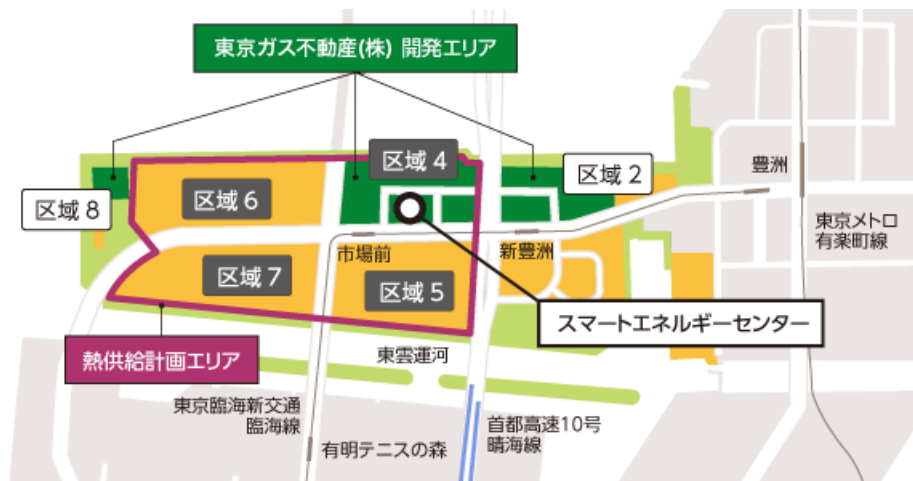 東京ガス不動産(株) 開発エリア
区域 4
区域 2
豊洲
区域 6
区域 8
東京メトロ
有楽町線
市場前
新豊洲
区域 7
区域 5
スマートエネルギーセンター
熱供給計画エリア
東雲運河
東京臨海新交通
臨海線
首都高速10号
晴海線
有明テニスの森